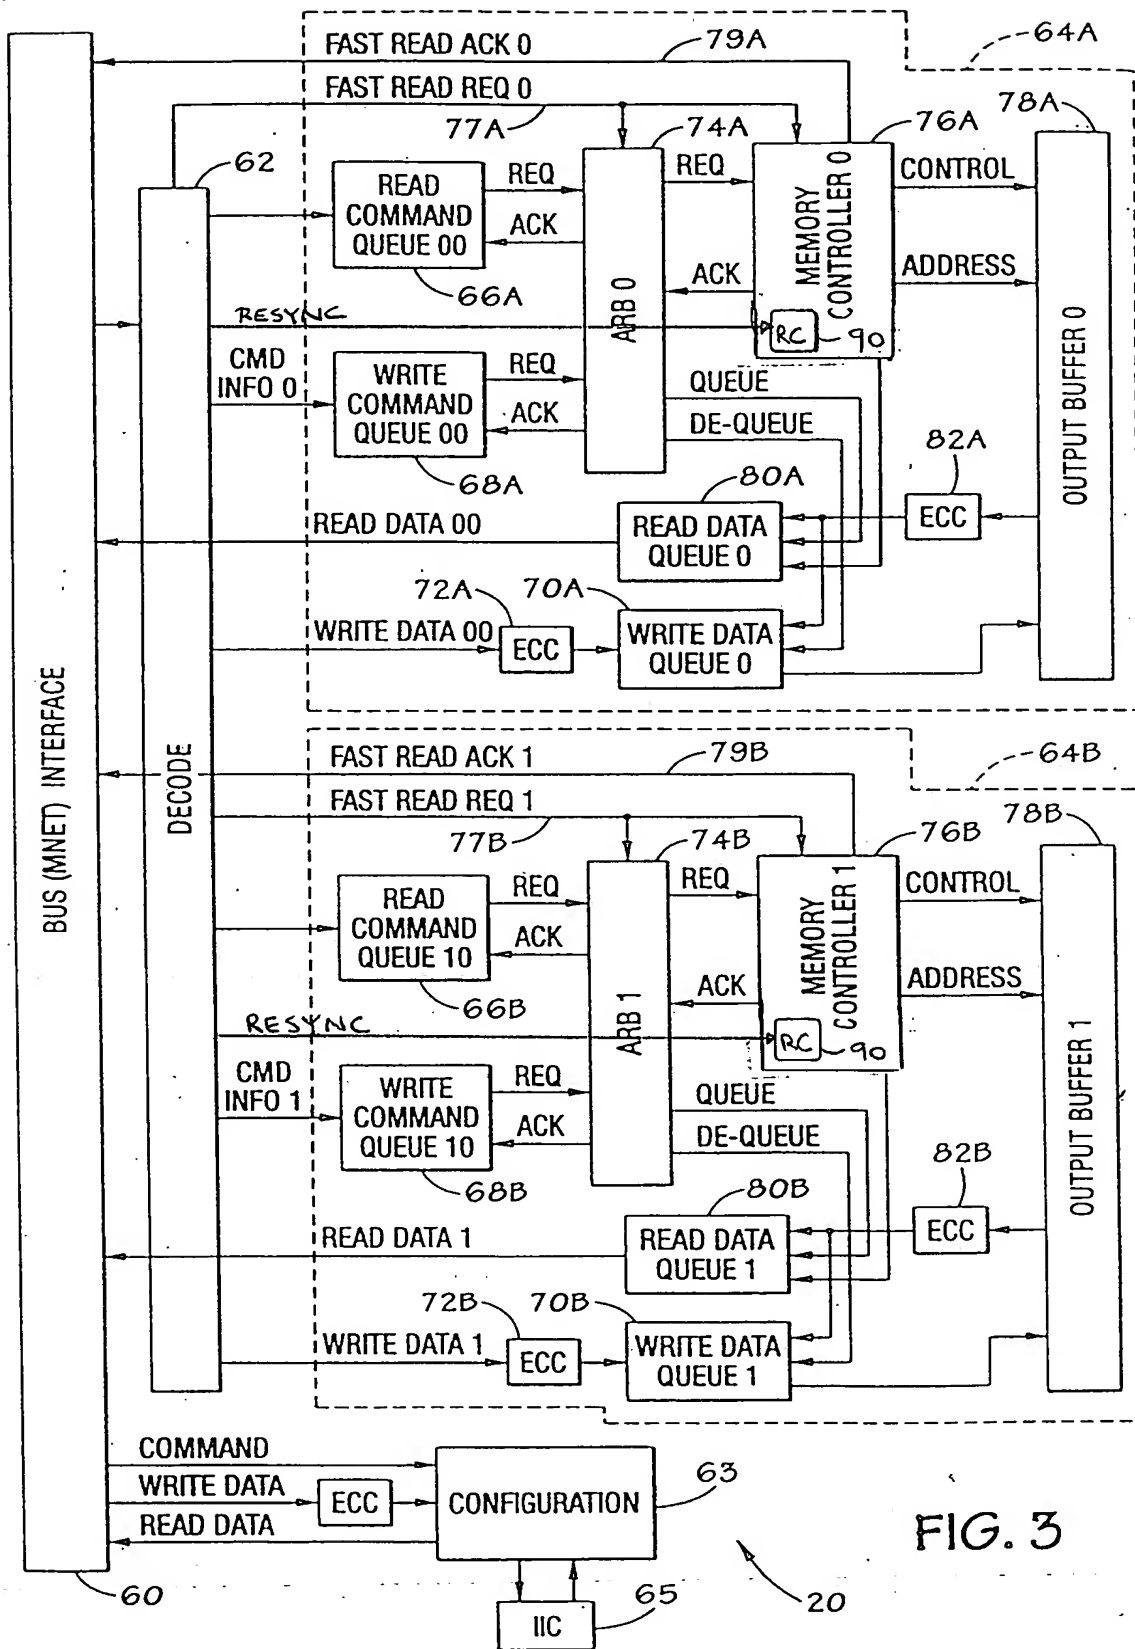 FAST READ ACK 0
79A
64A
FAST READ REQ 0
77A
74A
76A
78A
62
READ
COMMAND
QUEUE 00
REQ
ACK
66A
REQ
MEMORY
CONTROLLER 0
CONTROL
ADDRESS
ACK
ARB 0
RESYNC
RC
90
CMD
INFO 0
WRITE
COMMAND
QUEUE 00
REQ
ACK
68A
QUEUE
DE-QUEUE
OUTPUT BUFFER 0
82A
80A
READ DATA 00
READ DATA
QUEUE 0
ECC
72A
70A
WRITE DATA 00
ECC
WRITE DATA
QUEUE 0
BUS (MNET) INTERFACE
DECODE
FAST READ ACK 1
79B
64B
FAST READ REQ 1
77B
74B
76B
78B
READ
COMMAND
QUEUE 10
REQ
ACK
66B
REQ
MEMORY
CONTROLLER 1
CONTROL
ADDRESS
ACK
ARB 1
RESYNC
RC
90
CMD
INFO 1
WRITE
COMMAND
QUEUE 10
REQ
ACK
68B
QUEUE
DE-QUEUE
OUTPUT BUFFER 1
82B
80B
READ DATA 1
READ DATA
QUEUE 1
ECC
72B
70B
WRITE DATA 1
ECC
WRITE DATA
QUEUE 1
COMMAND
WRITE DATA
ECC
READ DATA
CONFIGURATION
63
FIG. 3
60
IIC
65
20